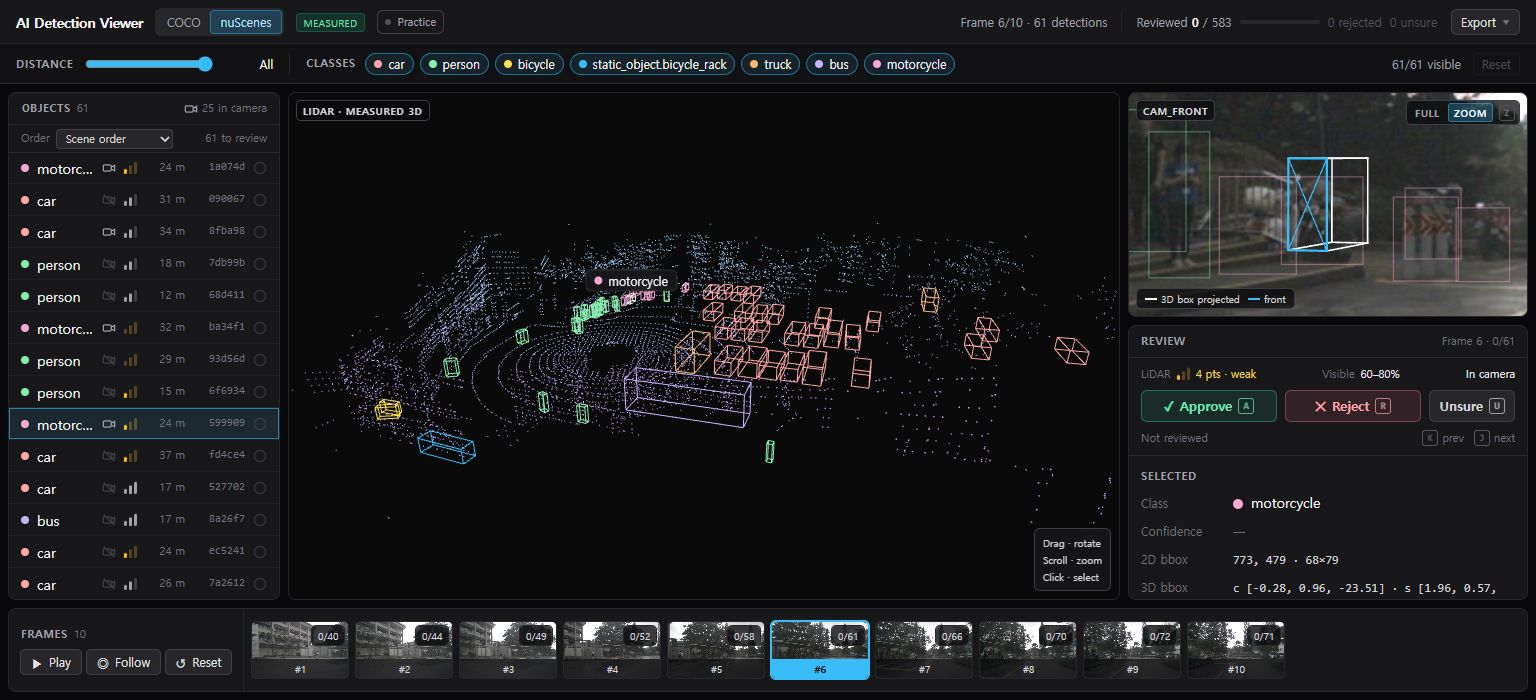 AI Detection Viewer COCO nuScenes MEASURED Practice Frame 6/10 · 61 detections Reviewed 0 / 583 0 rejected 0 unsure Export
DISTANCE All CLASSES car person bicycle static_object.bicycle_rack truck bus motorcycle 61/61 visible Reset
OBJECTS 61 25 in camera
Order Scene order 61 to review
motorc... 24 m 1a074d
car 31 m 090067
car 34 m 8fba98
person 18 m 7db99b
person 12 m 68d411
motorc... 32 m ba34f1
person 29 m 93d56d
person 15 m 6f6934
motorc... 24 m 599909
car 37 m fd4ce4
car 17 m 527702
bus 17 m 8a26f7
car 24 m ec5241
car 26 m 7a2612
LIDAR · MEASURED 3D
motorcycle
Drag · rotate
Scroll · zoom
Click · select
CAM_FRONT FULL ZOOM Z
3D box projected front
REVIEW Frame 6 · 0/61
LiDAR 4 pts · weak Visible 60–80% In camera
Approve A Reject R Unsure U
Not reviewed K prev J next
SELECTED
Class motorcycle
Confidence —
2D bbox 773, 479 · 68×79
3D bbox c [-0.28, 0.96, -23.51] · s [1.96, 0.57,
FRAMES 10
Play Follow Reset
0/40 0/44 0/49 0/52 0/58 0/61 0/66 0/70 0/72 0/71
#1 #2 #3 #4 #5 #6 #7 #8 #9 #10